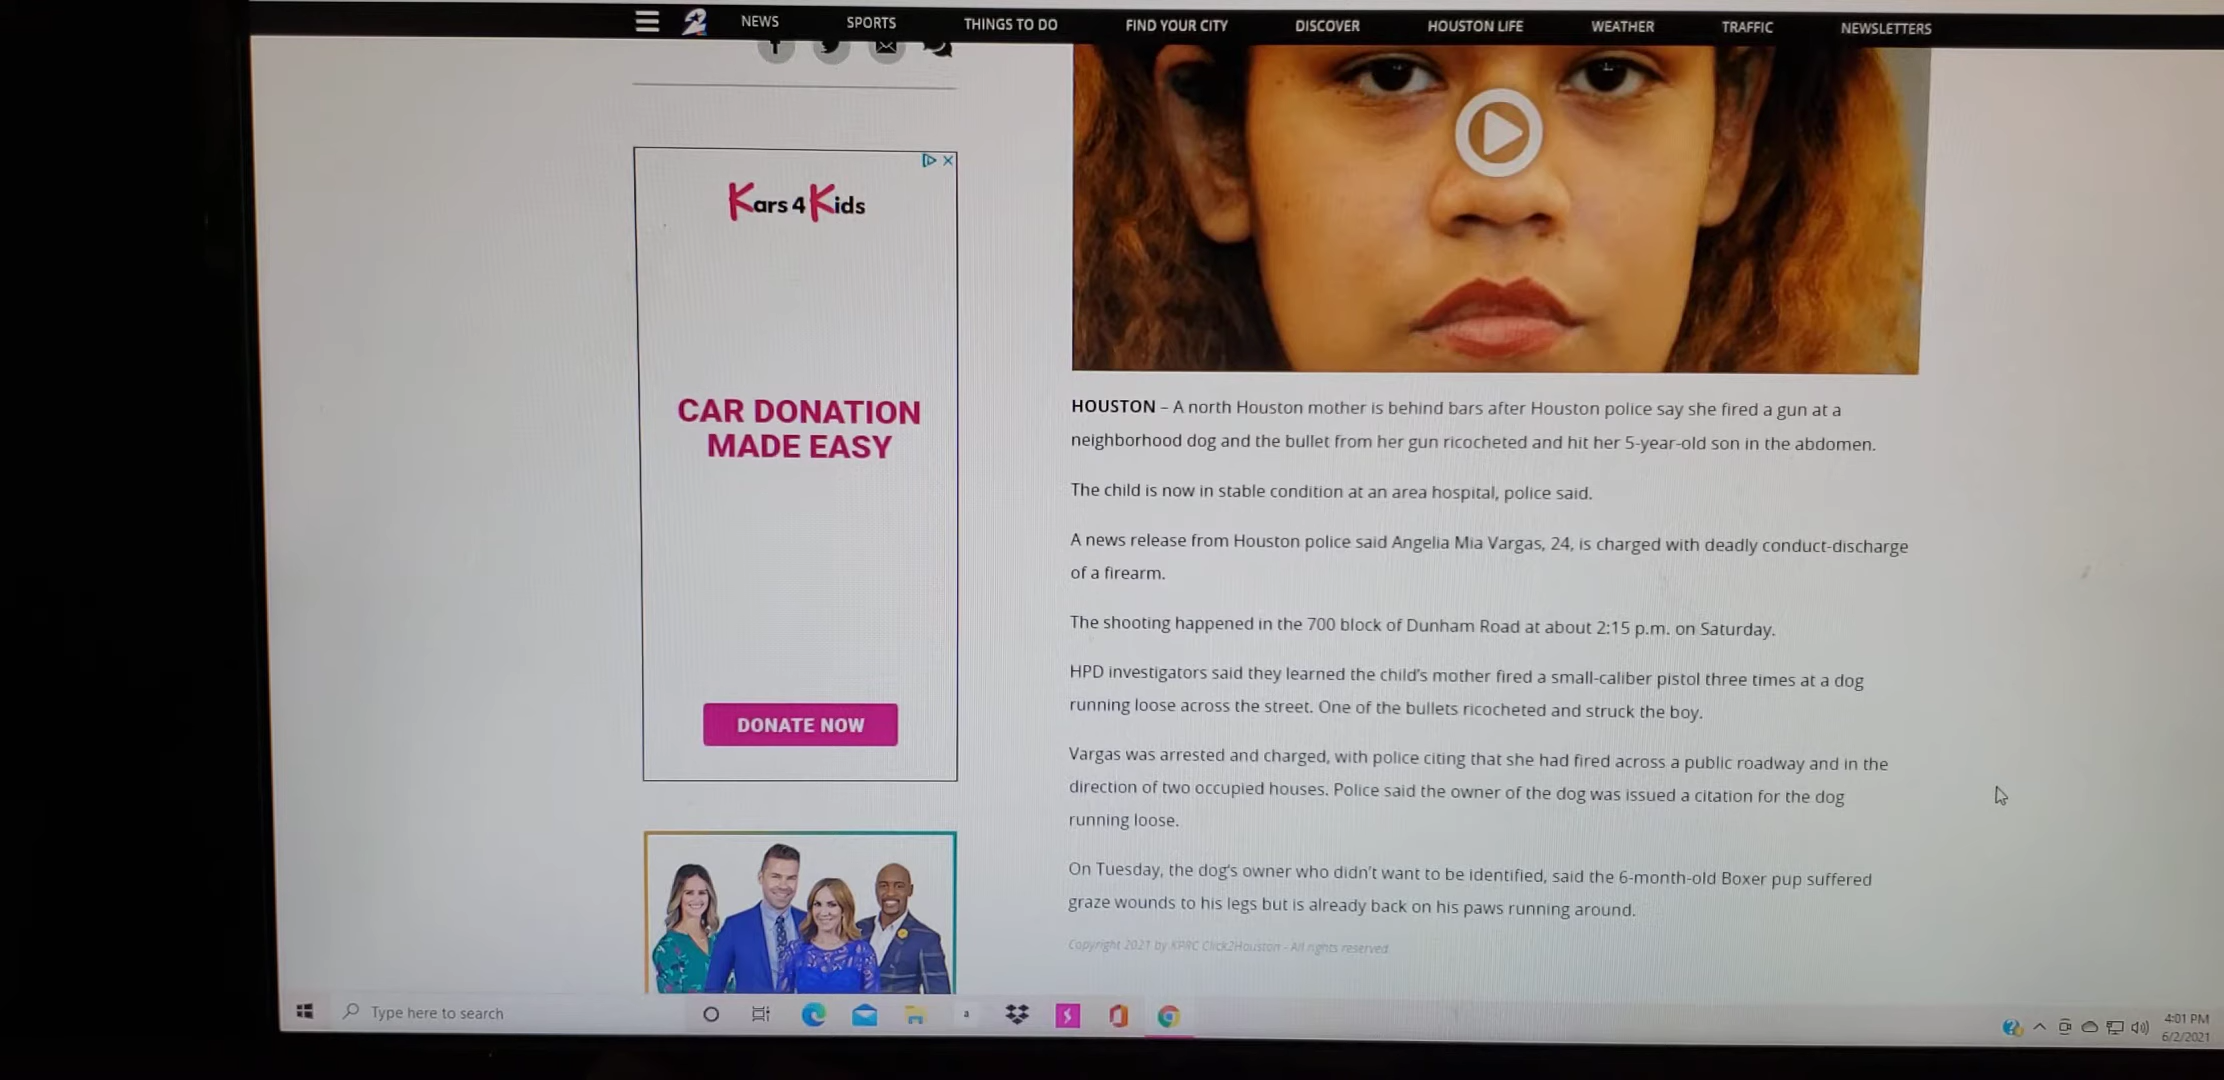 NEWS SPORTS THINGS TO DO FIND YOUR CITY DISCOVER HOUSTON LIFE WEATHER TRAFFIC NEWSLETTERS
Kars4Kids
CAR DONATION
MADE EASY
DONATE NOW
HOUSTON – A north Houston mother is behind bars after Houston police say she fired a gun at a
neighborhood dog and the bullet from her gun ricocheted and hit her 5-year-old son in the abdomen.
The child is now in stable condition at an area hospital, police said.
A news release from Houston police said Angelia Mia Vargas, 24, is charged with deadly conduct-discharge
of a firearm.
The shooting happened in the 700 block of Dunham Road at about 2:15 p.m. on Saturday.
HPD investigators said they learned the child's mother fired a small-caliber pistol three times at a dog
running loose across the street. One of the bullets ricocheted and struck the boy.
Vargas was arrested and charged, with police citing that she had fired across a public roadway and in the
direction of two occupied houses. Police said the owner of the dog was issued a citation for the dog
running loose.
On Tuesday, the dog's owner who didn't want to be identified, said the 6-month-old Boxer pup suffered
graze wounds to his legs but is already back on his paws running around.
Copyright 2021 by KPRC Click2Houston - All rights reserved.
Type here to search
4:01 PM
6/2/2021